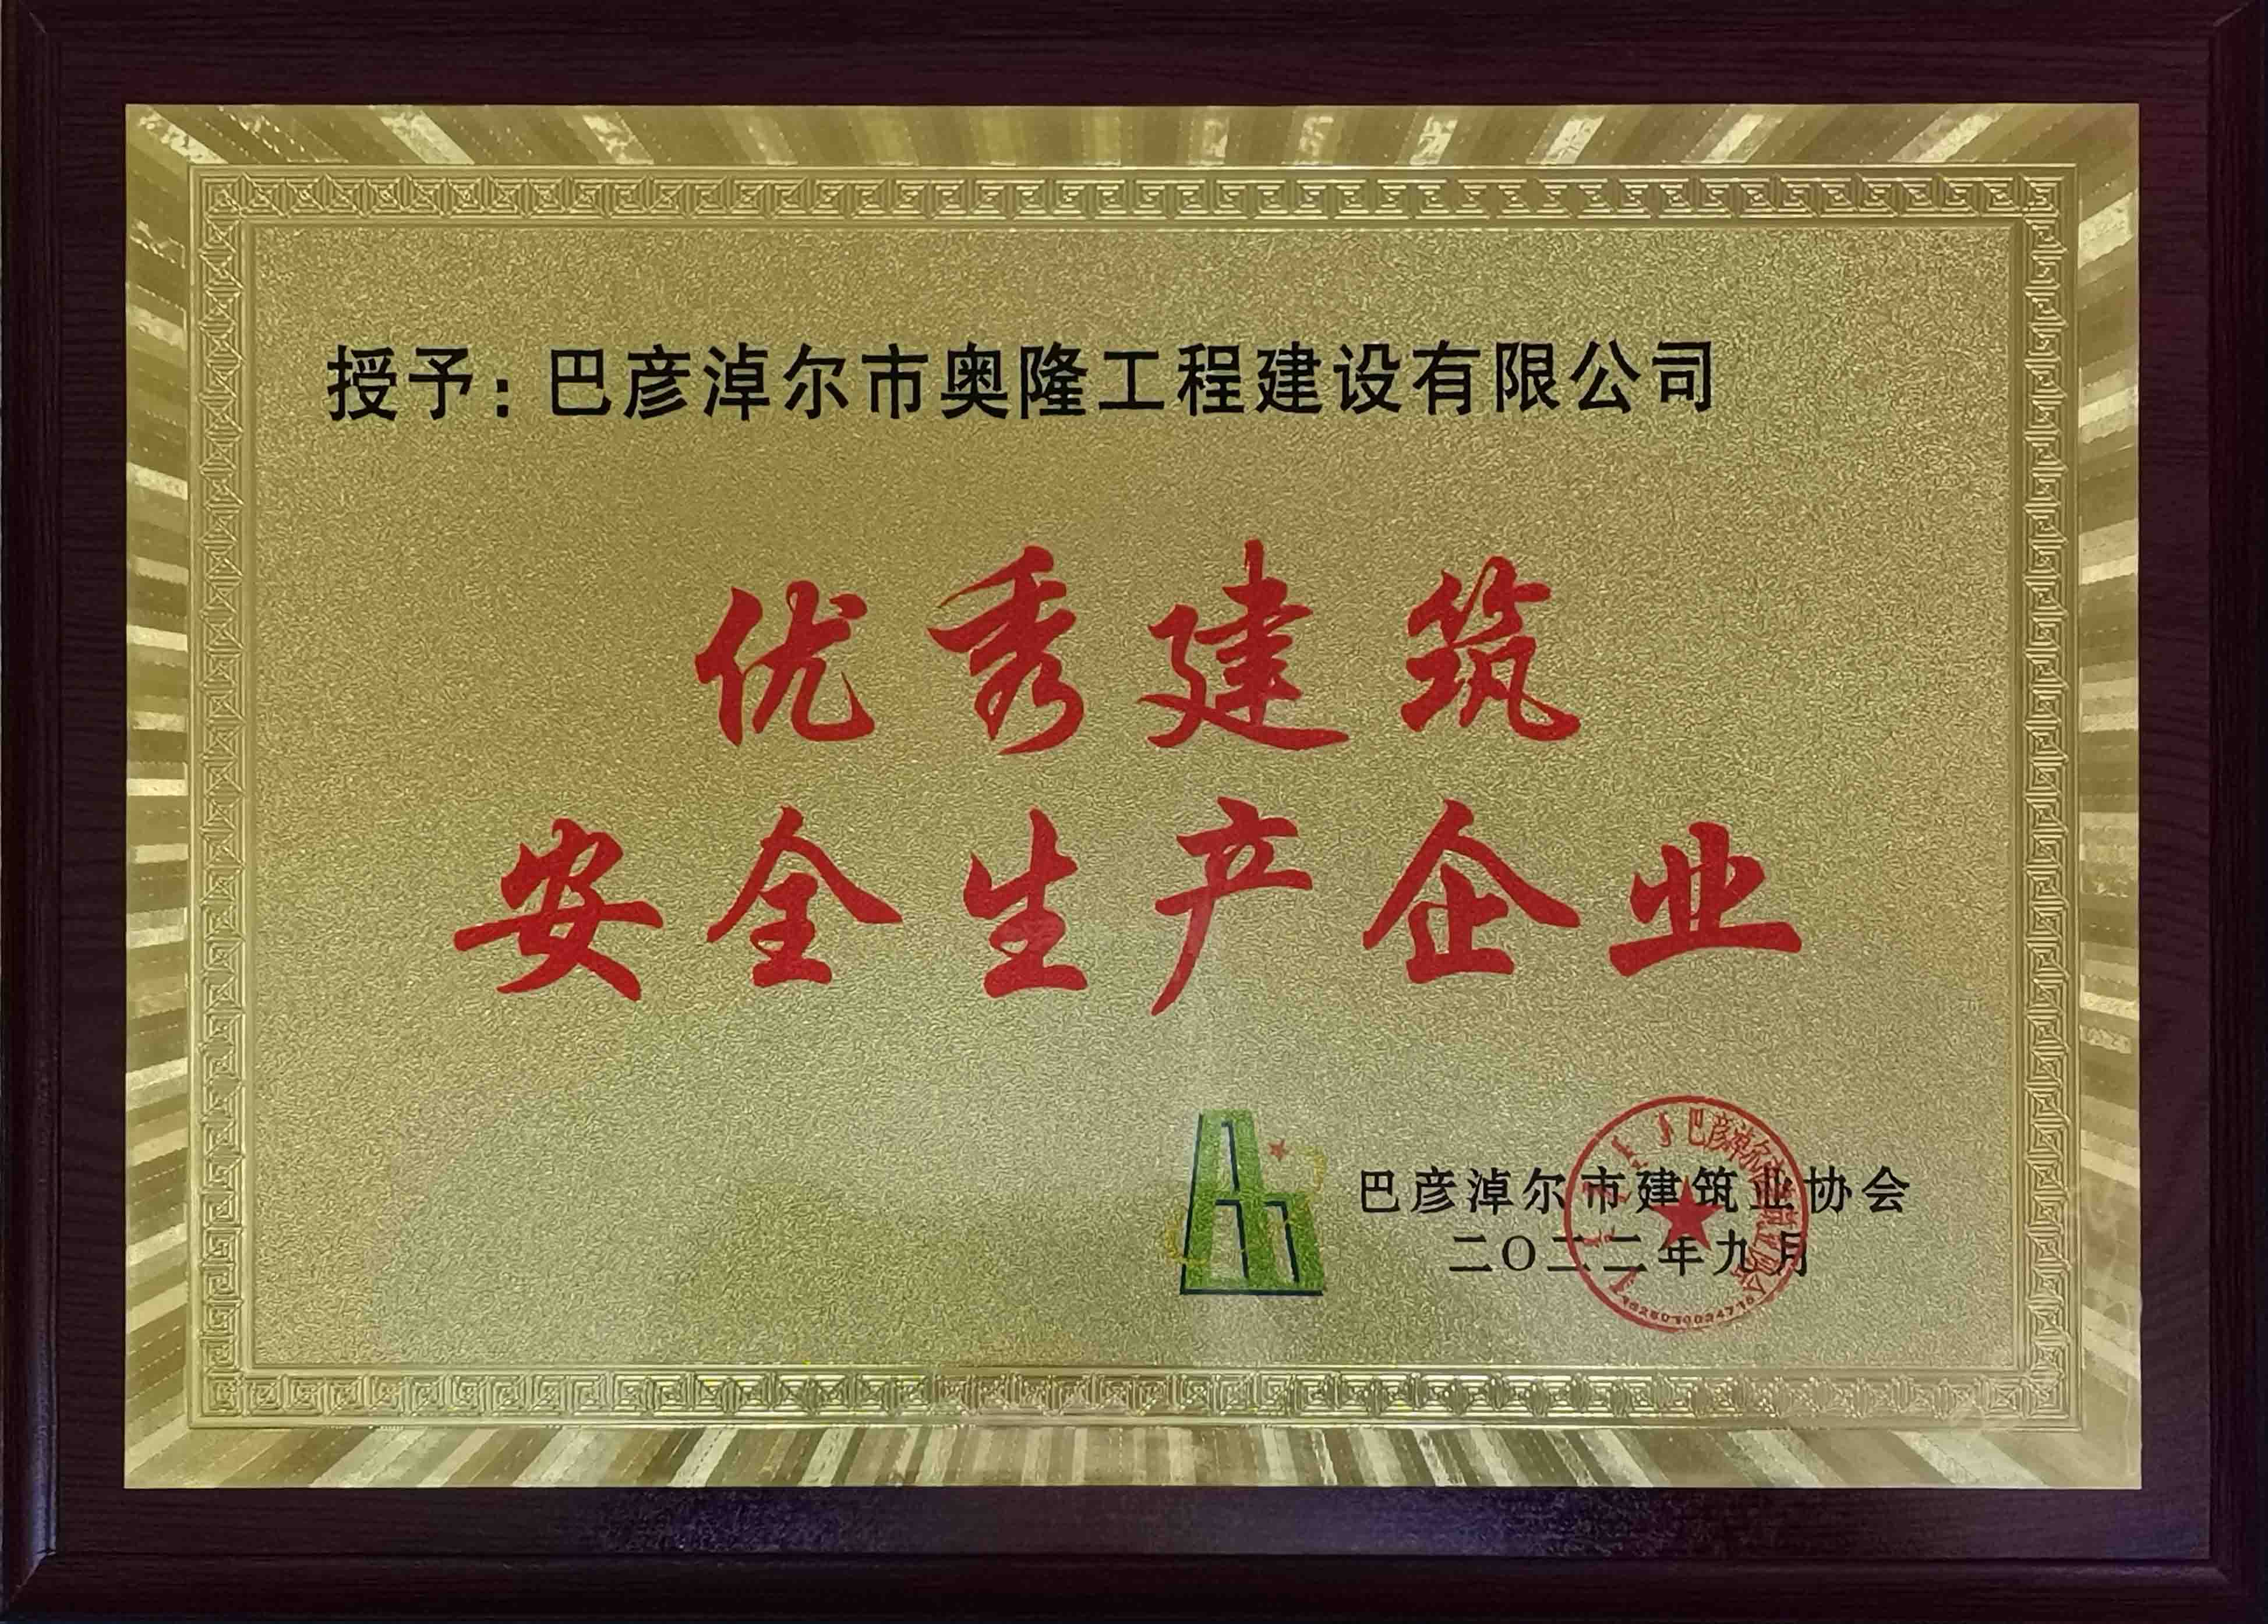 授予:巴彦淖尔市奥隆工程建设有限公司
优秀建筑
安全生产企业
巴彦淖尔市建筑业协会
二〇二二年九月